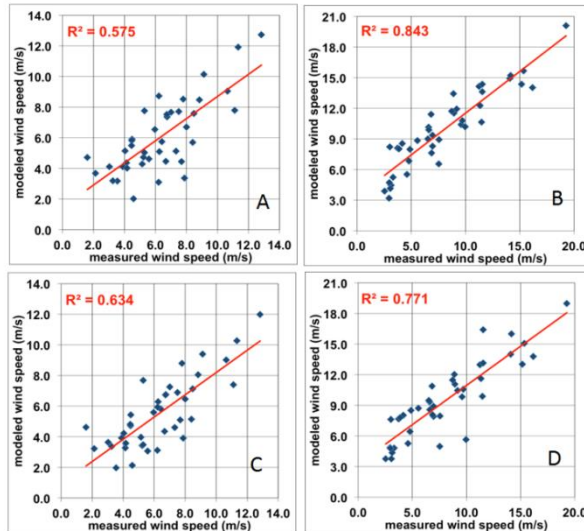 R² = 0.575
14.0
12.0
10.0
8.0
6.0
4.0
2.0
0.0
modeled wind speed (m/s)
A
0.0 2.0 4.0 6.0 8.0 10.0 12.0 14.0
measured wind speed (m/s)
R² = 0.843
21.0
18.0
15.0
12.0
9.0
6.0
3.0
0.0
modeled wind speed (m/s)
B
0.0 5.0 10.0 15.0 20.0
measured wind speed (m/s)
R² = 0.634
14.0
12.0
10.0
8.0
6.0
4.0
2.0
0.0
modeled wind speed (m/s)
C
0.0 2.0 4.0 6.0 8.0 10.0 12.0 14.0
measured wind speed (m/s)
R² = 0.771
21.0
18.0
15.0
12.0
9.0
6.0
3.0
0.0
modeled wind speed (m/s)
D
0.0 5.0 10.0 15.0 20.0
measured wind speed (m/s)